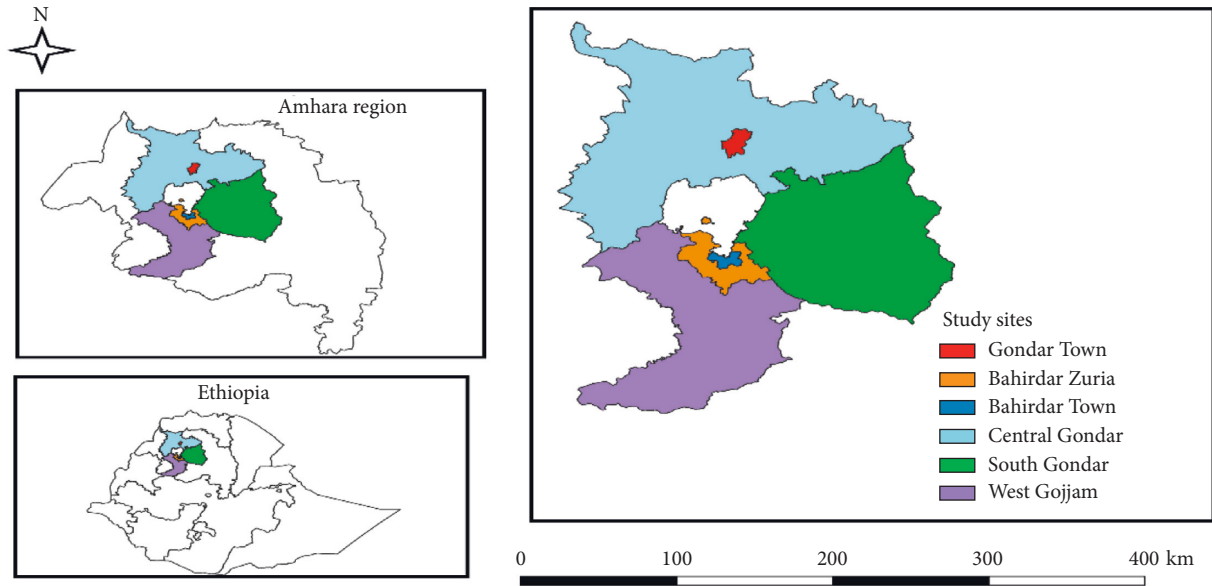 N
Amhara region
Ethiopia
Study sites
Gondar Town
Bahirdar Zuria
Bahirdar Town
Central Gondar
South Gondar
West Gojjam
0 100 200 300 400 km